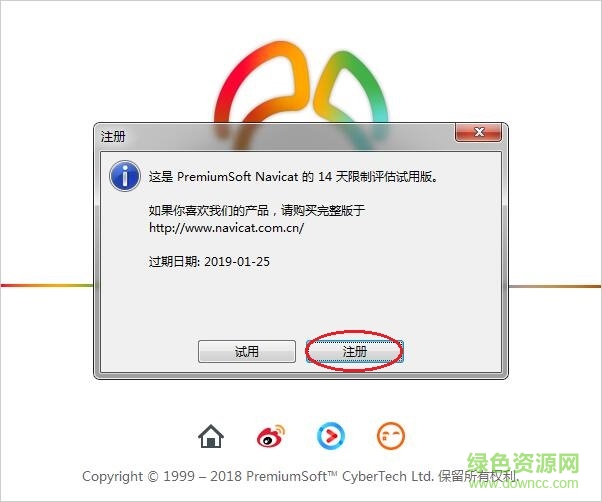 注册
这是 PremiumSoft Navicat 的 14 天限制评估试用版。
如果你喜欢我们的产品，请购买完整版于
http://www.navicat.com.cn/
过期日期: 2019-01-25
试用
注册
Copyright © 1999 – 2018 PremiumSoft™ CyberTech Ltd. 保留所有权利.
绿色资源网
www.downcc.com